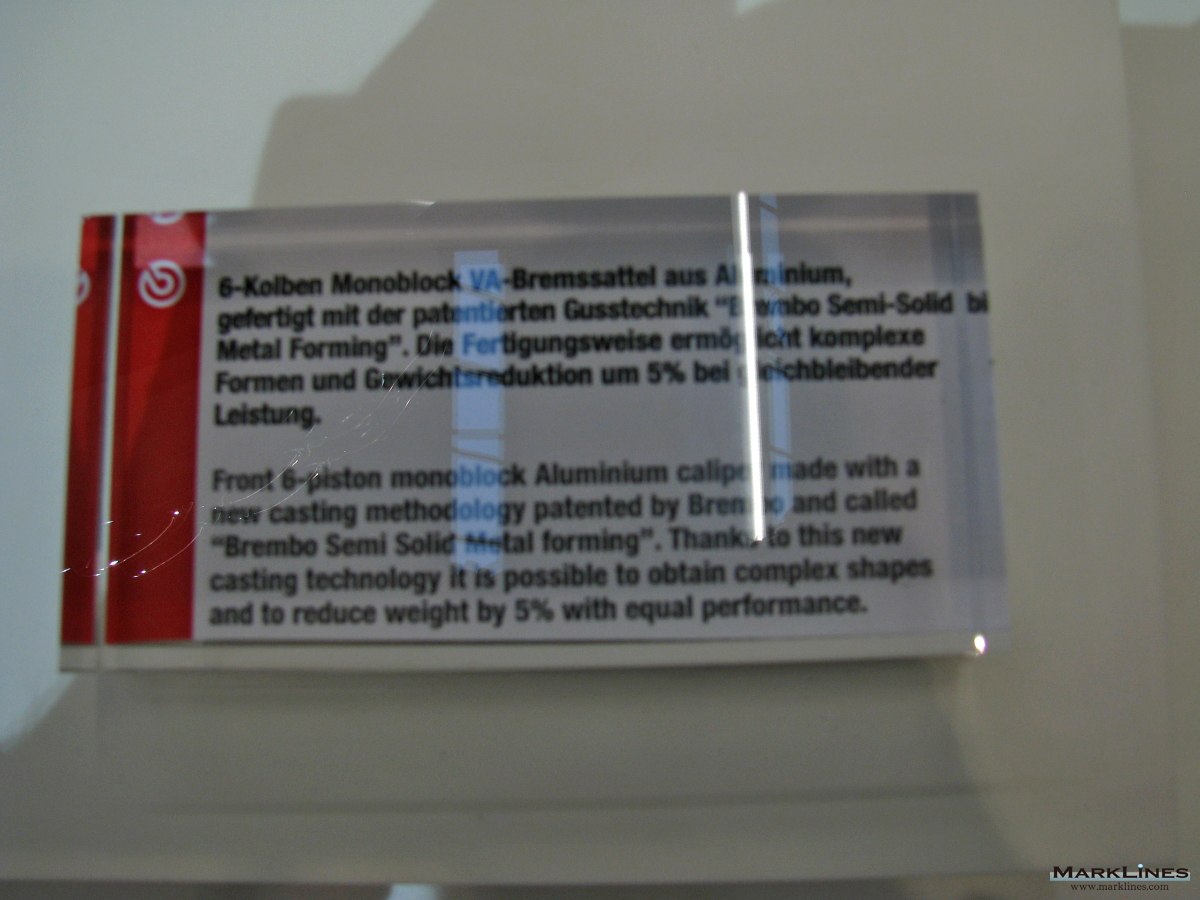 6-Kolben Monoblock VA-Bremssattel aus Aluminium,
gefertigt mit der patentierten Gusstechnik “Brembo Semi-Solid bi
Metal Forming”. Die Fertigungsweise ermöglicht komplexe
Formen und Gewichtsreduktion um 5% bei gleichbleibender
Leistung.
Front 6-piston monoblock Aluminium caliper made with a
new casting methodology patented by Brembo and called
“Brembo Semi Solid Metal forming”. Thanks to this new
casting technology it is possible to obtain complex shapes
and to reduce weight by 5% with equal performance.
MARKLINES
www.marklines.com